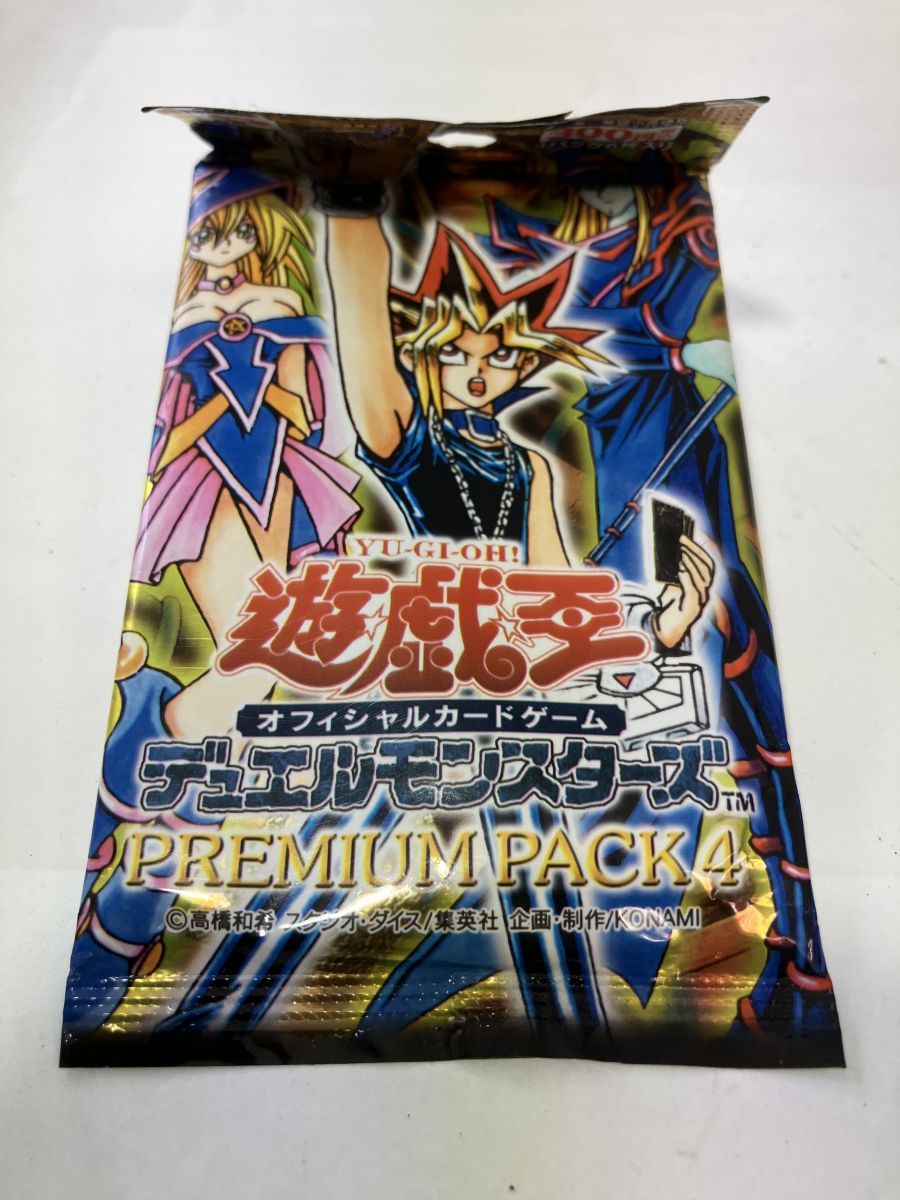 YU-GI-OH!
遊☆戯☆王
オフィシャルカードゲーム
デュエルモンスターズ™
PREMIUM PACK 4
©高橋和希 スタジオ・ダイス/集英社 企画・制作/KONAMI